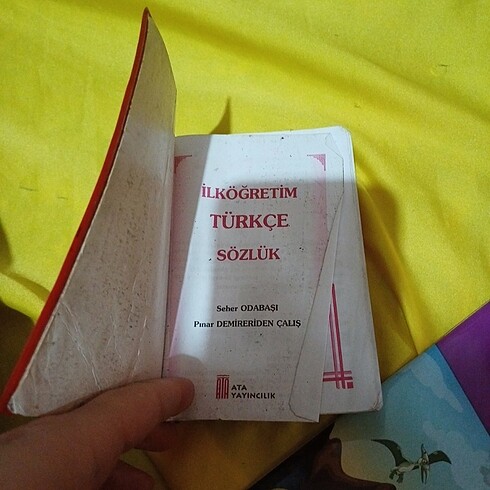 İLKÖĞRETİM
TÜRKÇE
SÖZLÜK
Seher ODABAŞI
Pınar DEMİRERİDEN ÇALIŞ
ATA
YAYINCILIK